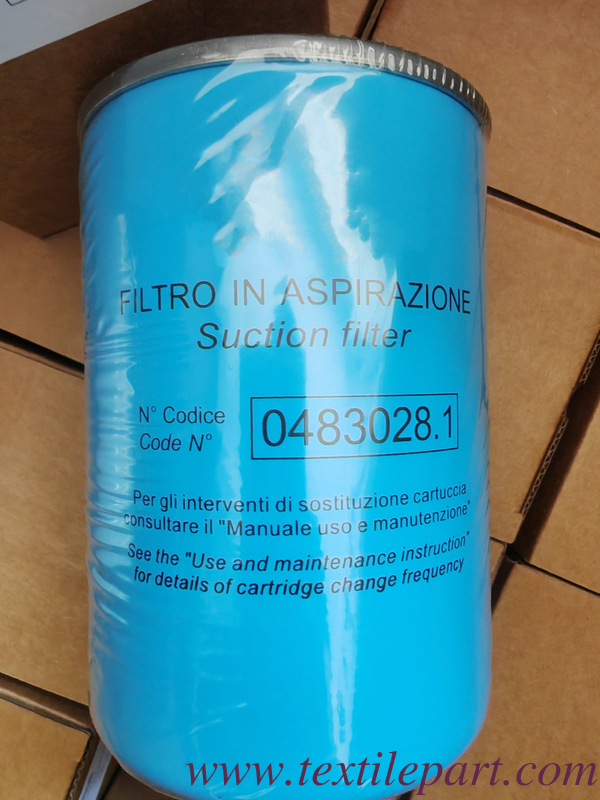 FILTRO IN ASPIRAZIONE
Suction filter
N° Codice
Code N°
0483028.1
Per gli interventi di sostituzione cartuccia
consultare il "Manuale uso e manutenzione"
See the "Use and maintenance instruction"
for details of cartridge change frequency
www.textilepart.com